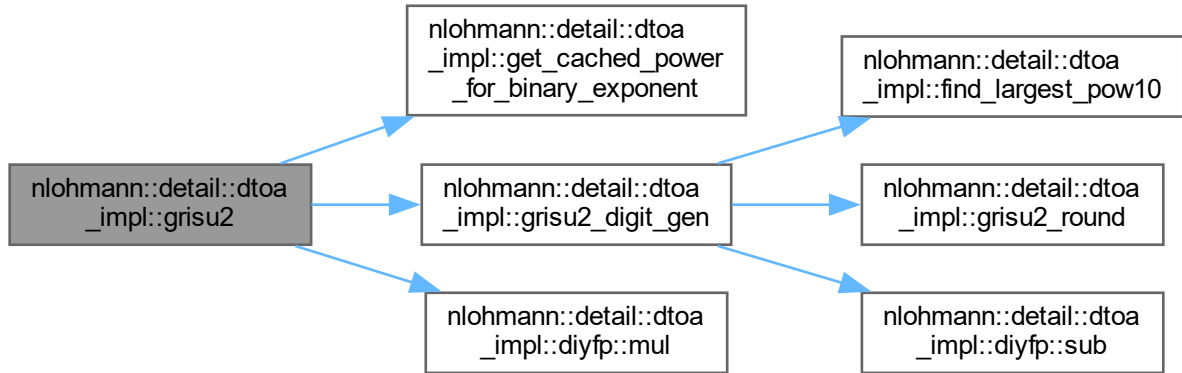 nlohmann::detail::dtoa
_impl::grisu2
nlohmann::detail::dtoa
_impl::get_cached_power
_for_binary_exponent
nlohmann::detail::dtoa
_impl::grisu2_digit_gen
nlohmann::detail::dtoa
_impl::diyfp::mul
nlohmann::detail::dtoa
_impl::find_largest_pow10
nlohmann::detail::dtoa
_impl::grisu2_round
nlohmann::detail::dtoa
_impl::diyfp::sub